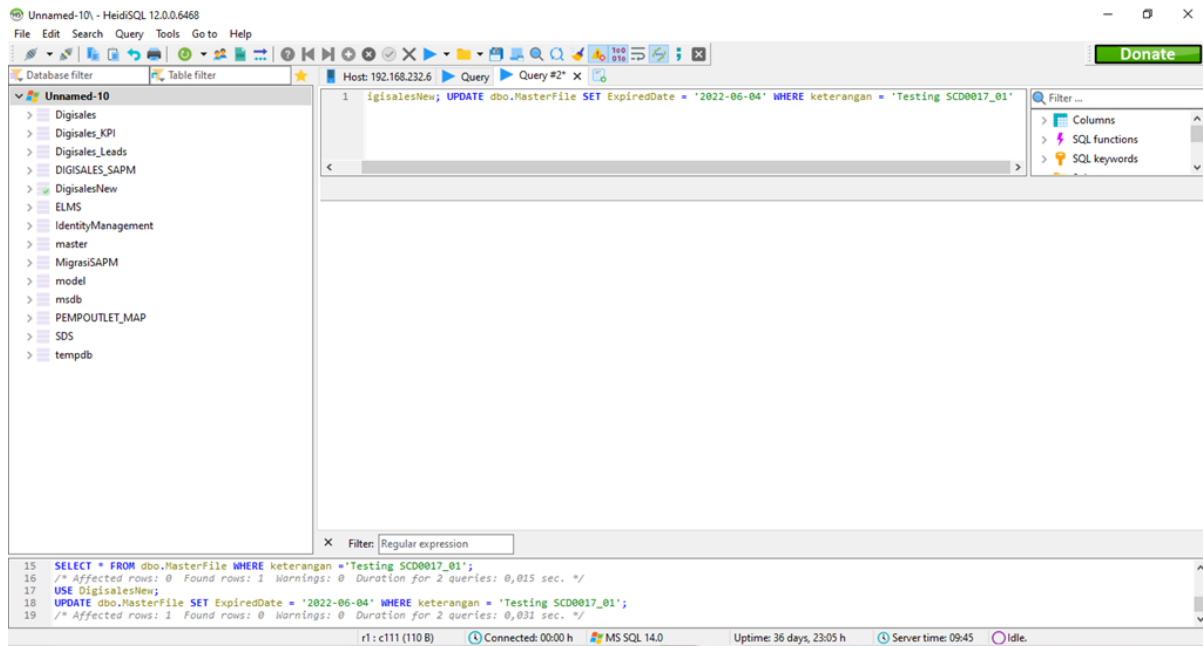 Unnamed-10\ - HeidiSQL 12.0.0.6468
File Edit Search Query Tools Go to Help
Donate
Database filter
Table filter
Host: 192.168.232.6
Query
Query #2*
Unnamed-10
Digisales
Digisales_KPI
Digisales_Leads
DIGISALES_SAPM
DigisalesNew
ELMS
IdentityManagement
master
MigrasiSAPM
model
msdb
PEMPOUTLET_MAP
SDS
tempdb
1 igisalesNew; UPDATE dbo.MasterFile SET ExpiredDate = '2022-06-04' WHERE keterangan = 'Testing SCD0017_01'
Filter ...
Columns
SQL functions
SQL keywords
Filter: Regular expression
15 SELECT * FROM dbo.MasterFile WHERE keterangan ='Testing SCD0017_01';
16 /* Affected rows: 0 Found rows: 1 Warnings: 0 Duration for 2 queries: 0,015 sec. */
17 USE DigisalesNew;
18 UPDATE dbo.MasterFile SET ExpiredDate = '2022-06-04' WHERE keterangan = 'Testing SCD0017_01';
19 /* Affected rows: 1 Found rows: 0 Warnings: 0 Duration for 2 queries: 0,031 sec. */
r1 : c111 (110 B)
Connected: 00:00 h
MS SQL 14.0
Uptime: 36 days, 23:05 h
Server time: 09:45
Idle.